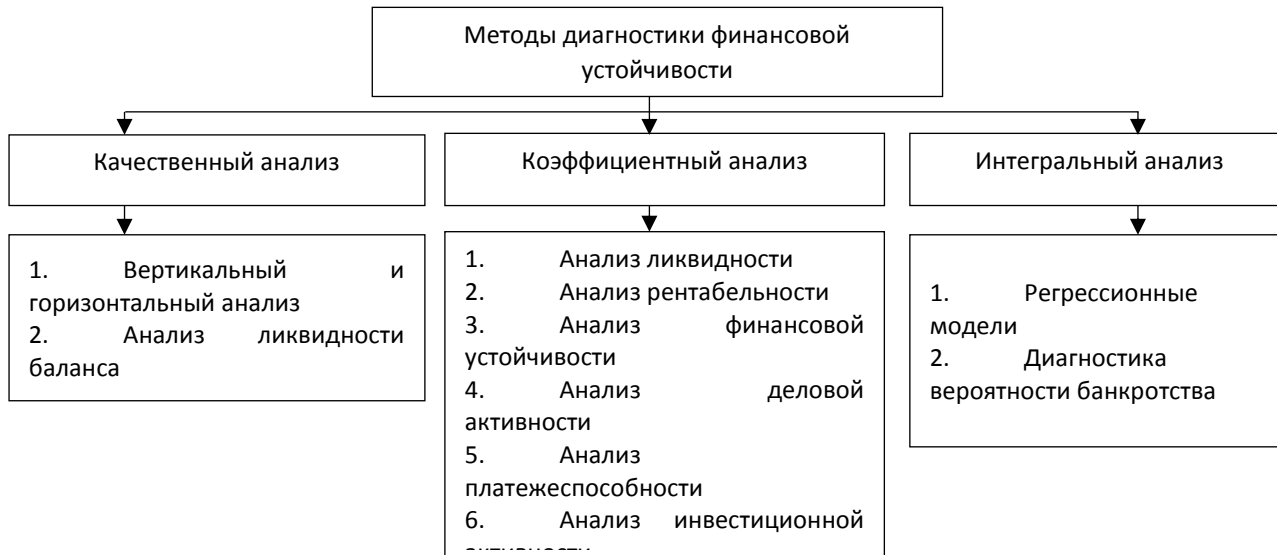 Методы диагностики финансовой
устойчивости
Качественный анализ
Коэффициентный анализ
Интегральный анализ
1. Вертикальный и
горизонтальный анализ
2. Анализ ликвидности
баланса
1. Анализ ликвидности
2. Анализ рентабельности
3. Анализ финансовой
устойчивости
4. Анализ деловой
активности
5. Анализ
платежеспособности
6. Анализ инвестиционной
1. Регрессионные
модели
2. Диагностика
вероятности банкротства